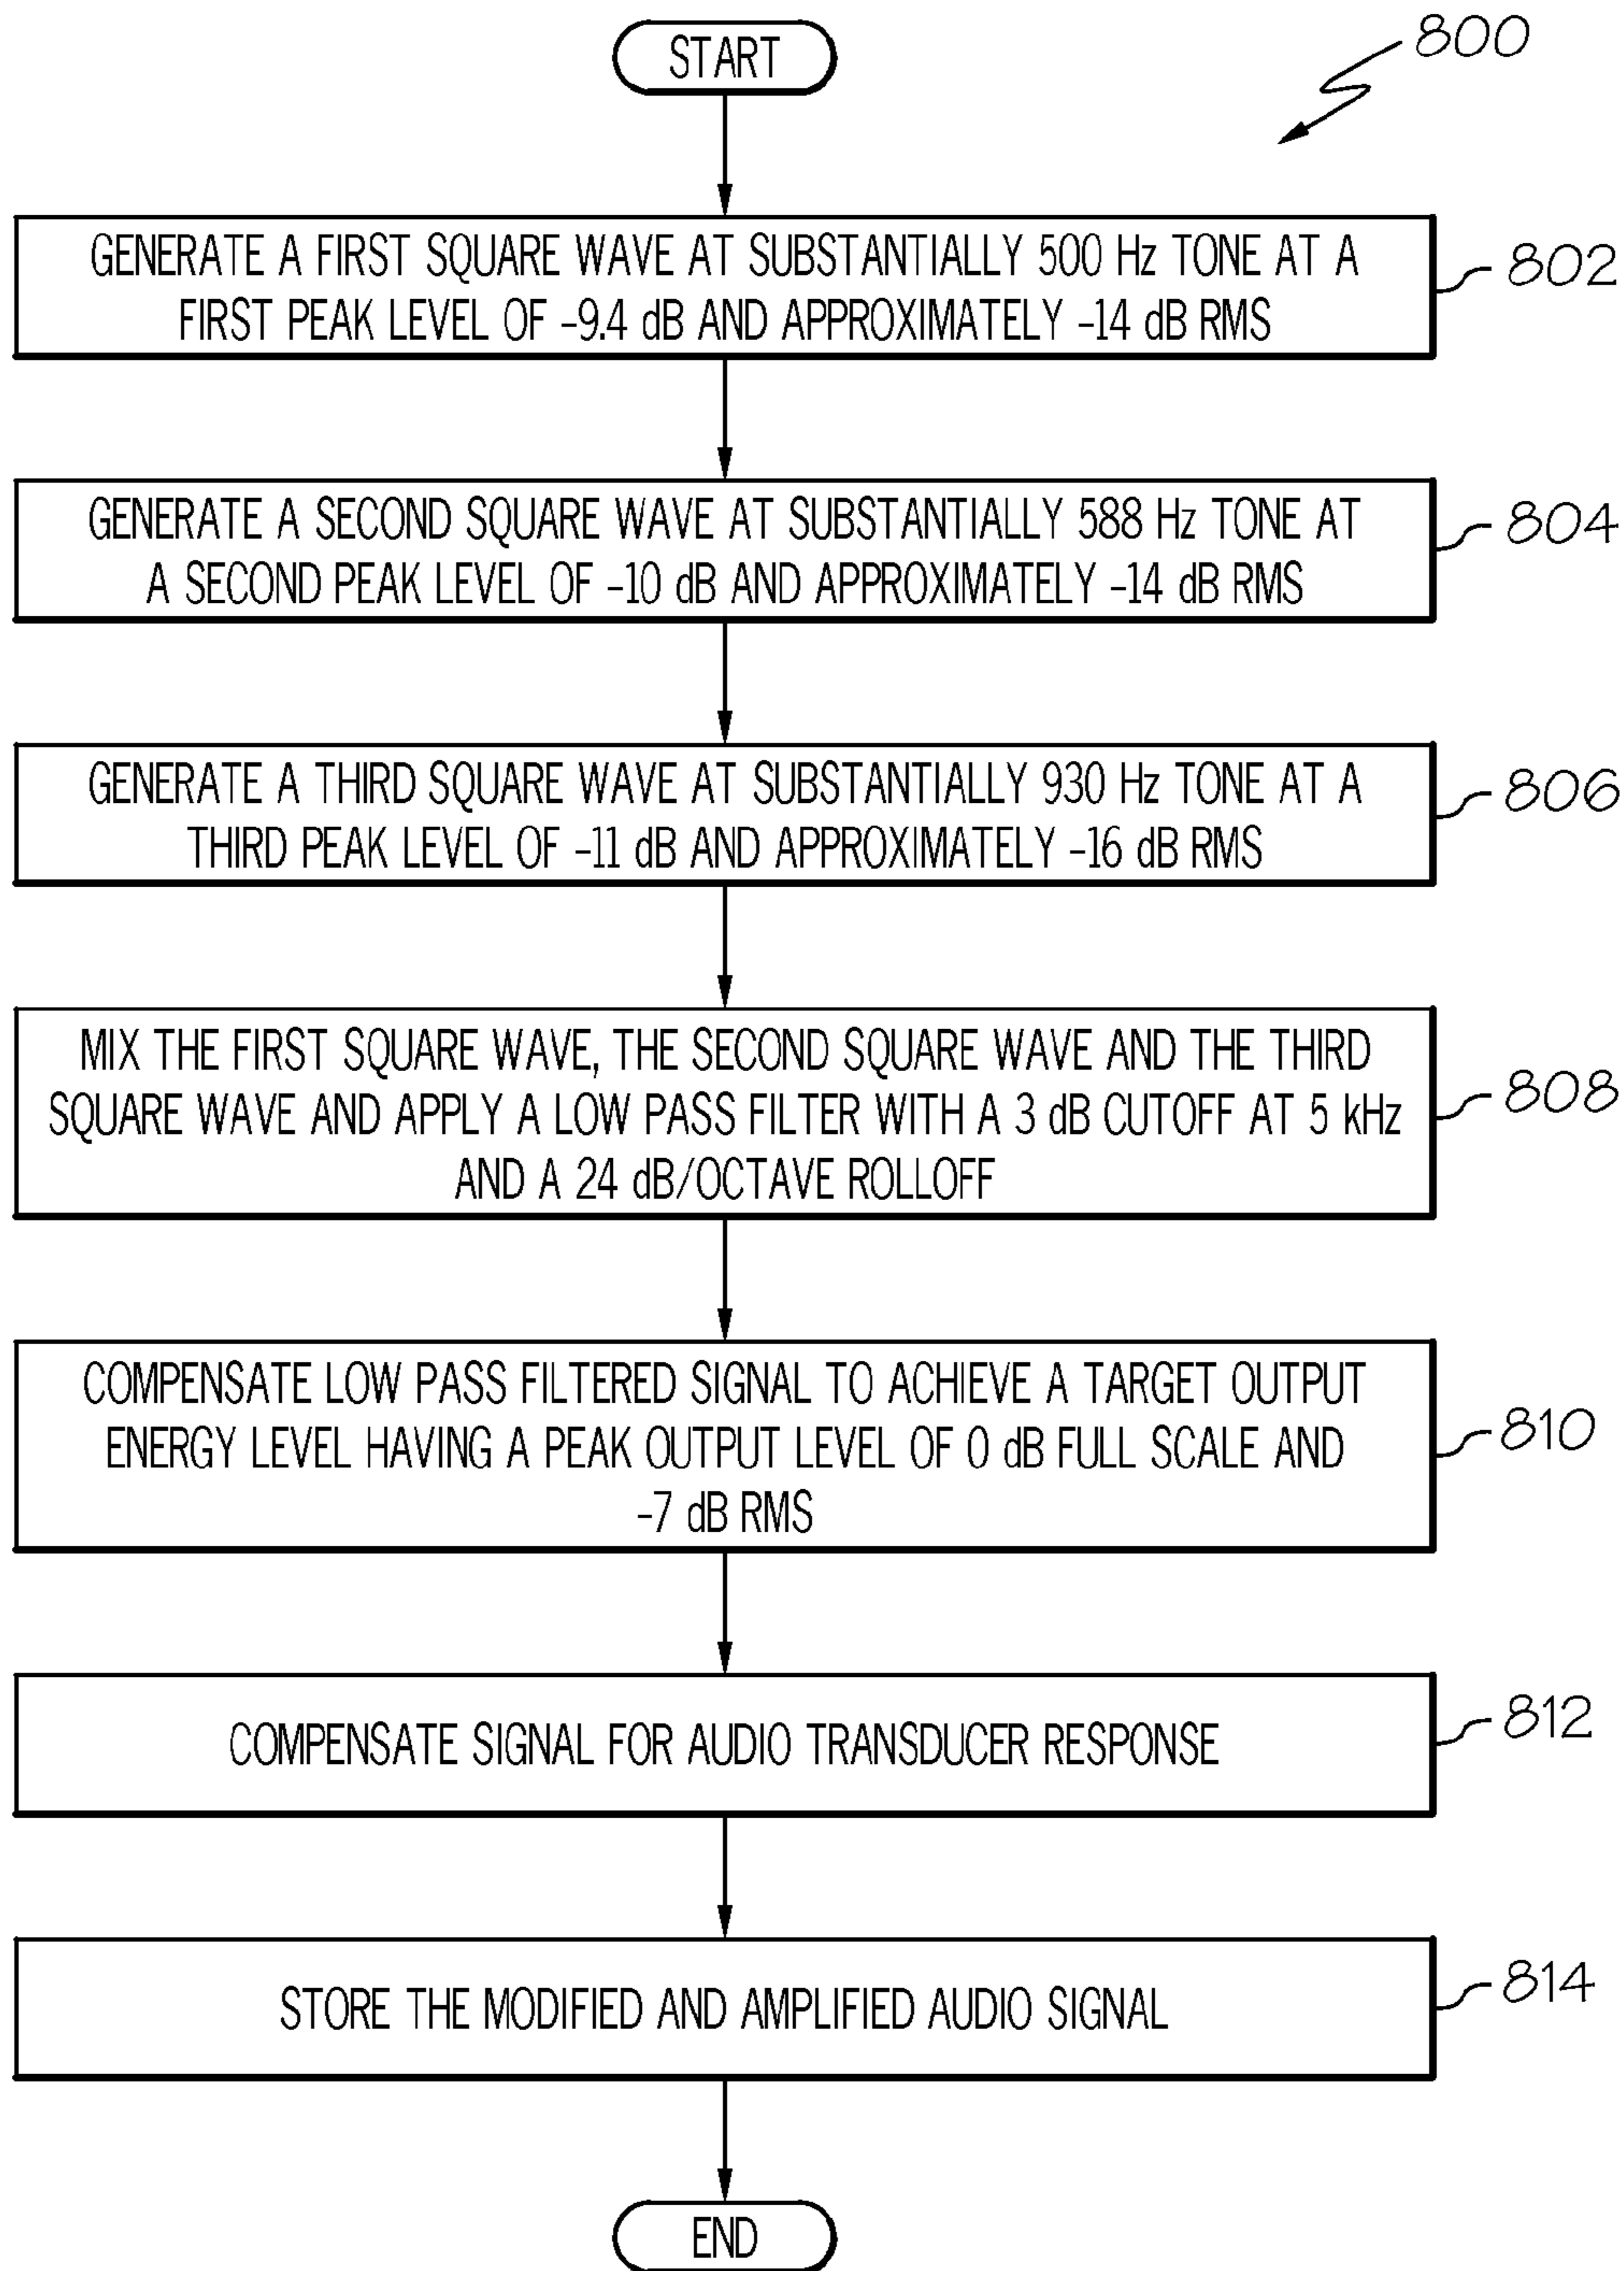 START
800
GENERATE A FIRST SQUARE WAVE AT SUBSTANTIALLY 500 Hz TONE AT A
FIRST PEAK LEVEL OF -9.4 dB AND APPROXIMATELY -14 dB RMS
802
GENERATE A SECOND SQUARE WAVE AT SUBSTANTIALLY 588 Hz TONE AT
A SECOND PEAK LEVEL OF -10 dB AND APPROXIMATELY -14 dB RMS
804
GENERATE A THIRD SQUARE WAVE AT SUBSTANTIALLY 930 Hz TONE AT A
THIRD PEAK LEVEL OF -11 dB AND APPROXIMATELY -16 dB RMS
806
MIX THE FIRST SQUARE WAVE, THE SECOND SQUARE WAVE AND THE THIRD
SQUARE WAVE AND APPLY A LOW PASS FILTER WITH A 3 dB CUTOFF AT 5 kHz
AND A 24 dB/OCTAVE ROLLOFF
808
COMPENSATE LOW PASS FILTERED SIGNAL TO ACHIEVE A TARGET OUTPUT
ENERGY LEVEL HAVING A PEAK OUTPUT LEVEL OF 0 dB FULL SCALE AND
-7 dB RMS
810
COMPENSATE SIGNAL FOR AUDIO TRANSDUCER RESPONSE
812
STORE THE MODIFIED AND AMPLIFIED AUDIO SIGNAL
814
END